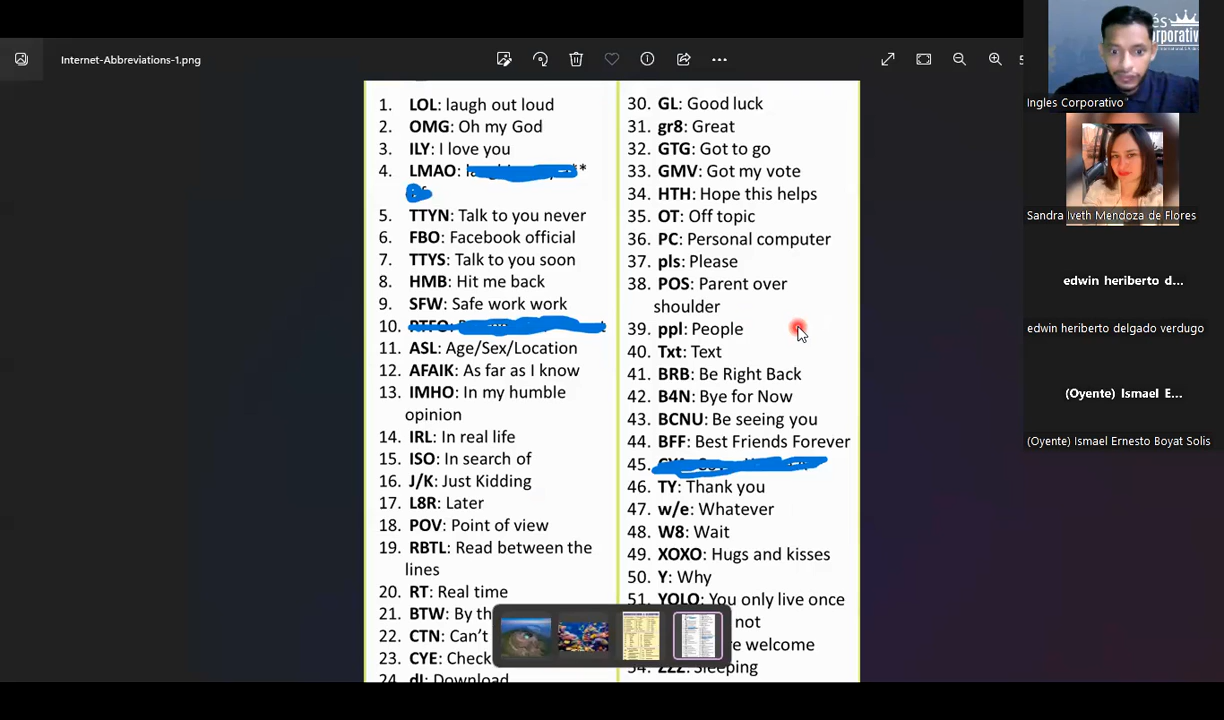 Internet-Abbreviations-1.png
1. LOL: laugh out loud
2. OMG: Oh my God
3. ILY: I love you
4. LMAO:
5. TTYN: Talk to you never
6. FBO: Facebook official
7. TTYS: Talk to you soon
8. HMB: Hit me back
9. SFW: Safe work work
10.
11. ASL: Age/Sex/Location
12. AFAIK: As far as I know
13. IMHO: In my humble
opinion
14. IRL: In real life
15. ISO: In search of
16. J/K: Just Kidding
17. L8R: Later
18. POV: Point of view
19. RBTL: Read between the
lines
20. RT: Real time
21. BTW: By
22. CTN: Can't
23. CYE: Check
24. dl: Download
30. GL: Good luck
31. gr8: Great
32. GTG: Got to go
33. GMV: Got my vote
34. HTH: Hope this helps
35. OT: Off topic
36. PC: Personal computer
37. pls: Please
38. POS: Parent over
shoulder
39. ppl: People
40. Txt: Text
41. BRB: Be Right Back
42. B4N: Bye for Now
43. BCNU: Be seeing you
44. BFF: Best Friends Forever
45.
46. TY: Thank you
47. w/e: Whatever
48. W8: Wait
49. XOXO: Hugs and kisses
50. Y: Why
51. YOLO: You only live once
not
welcome
54. ZZZ: Sleeping
Ingles Corporativo
Sandra Iveth Mendoza de Flores
edwin heriberto d...
edwin heriberto delgado verdugo
(Oyente) Ismael E...
(Oyente) Ismael Ernesto Boyat Solis